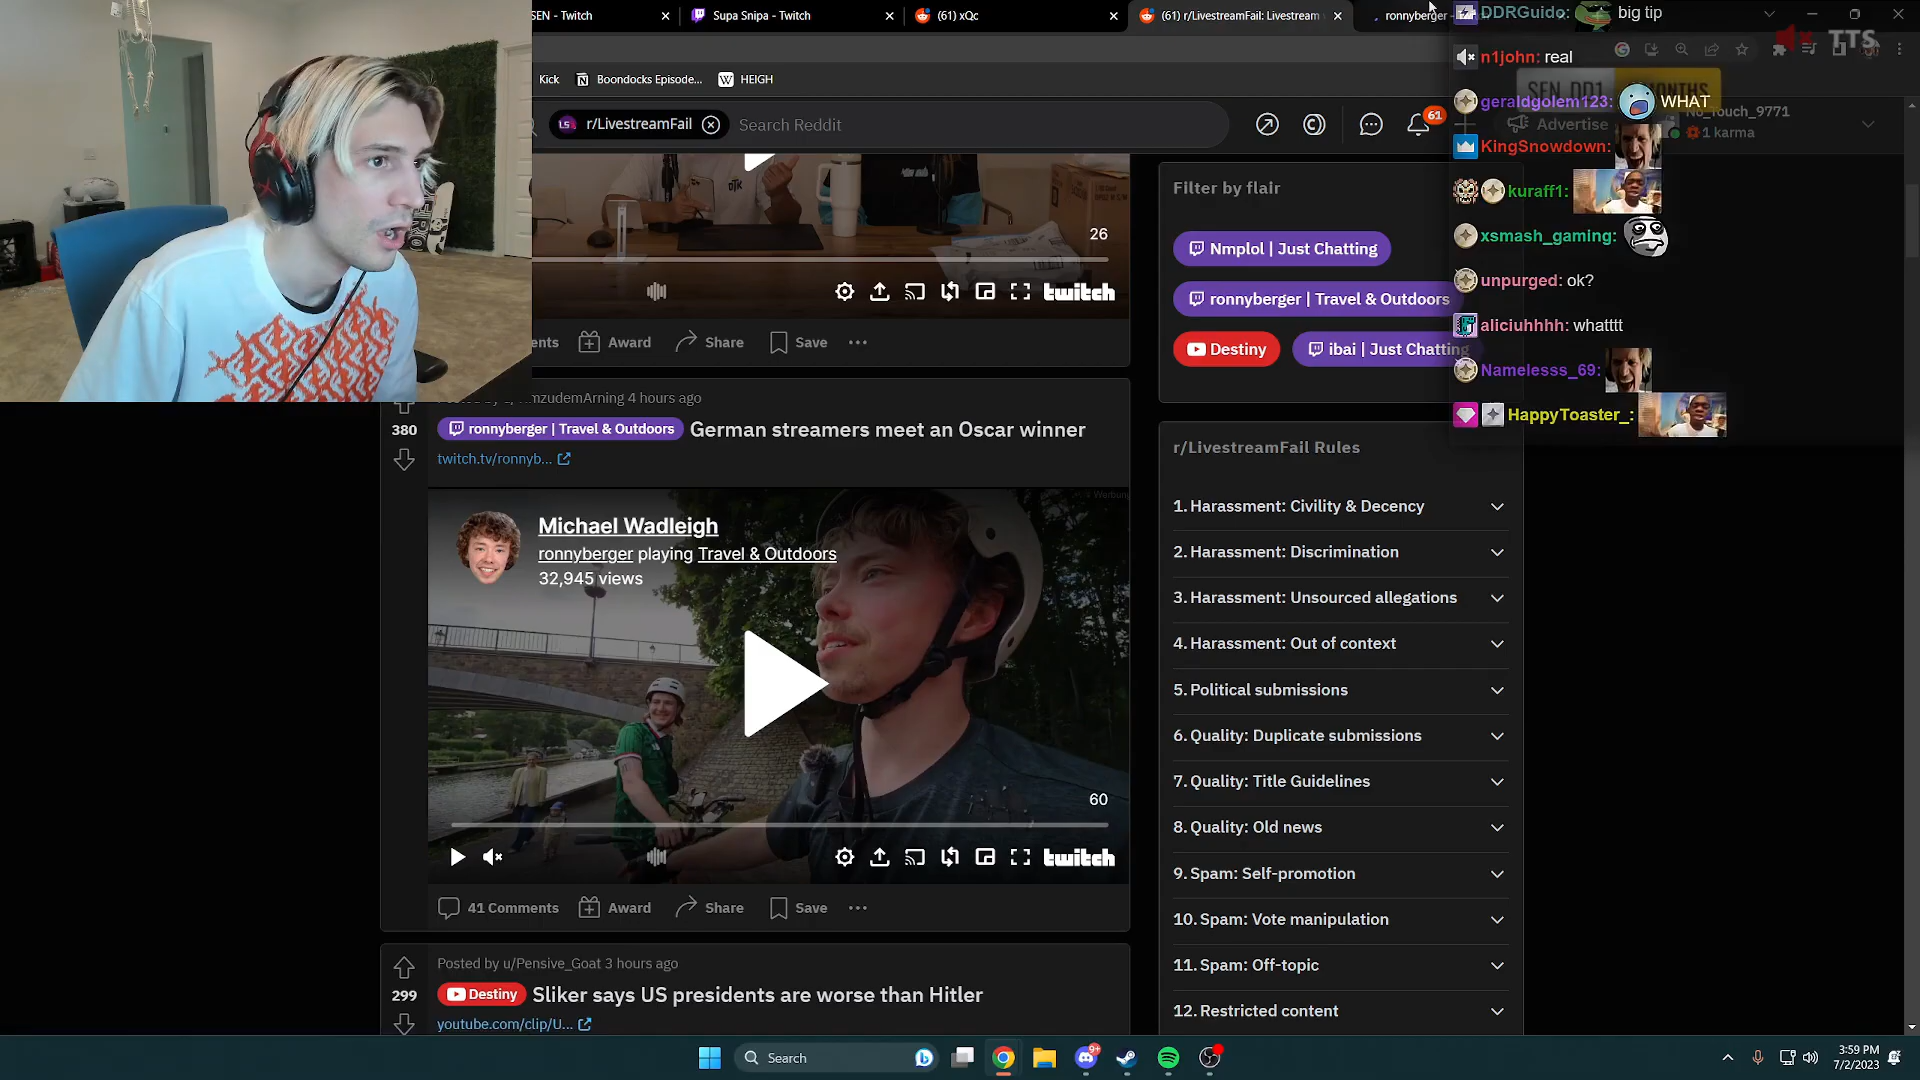 SEN - Twitch
Supa Snipa - Twitch
(61) xQc
(61) r/LivestreamFail: Livestream
ronnyberger -
DDRGuido: big tip
TTS
Kick
Boondocks Episode...
W HEIGH
n1john: real
geraldgolem123: WHAT
r/LivestreamFail
Search Reddit
61
Advertise
No_Touch_9771
1 karma
KingSnowdown:
kuraff1:
xsmash_gaming:
unpurged: ok?
aliciuhhhh: whatttt
Namelesss_69:
HappyToaster_:
26
twitch
Award
Share
Save
Filter by flair
Nmplol | Just Chatting
ronnyberger | Travel & Outdoors
Destiny
ibai | Just Chatting
4 hours ago
380
ronnyberger | Travel & Outdoors
German streamers meet an Oscar winner
twitch.tv/ronnyb...
Michael Wadleigh
ronnyberger playing Travel & Outdoors
32,945 views
60
twitch
41 Comments
Award
Share
Save
Posted by u/Pensive_Goat 3 hours ago
299
Destiny
Sliker says US presidents are worse than Hitler
youtube.com/clip/U...
r/LivestreamFail Rules
1. Harassment: Civility & Decency
2. Harassment: Discrimination
3. Harassment: Unsourced allegations
4. Harassment: Out of context
5. Political submissions
6. Quality: Duplicate submissions
7. Quality: Title Guidelines
8. Quality: Old news
9. Spam: Self-promotion
10. Spam: Vote manipulation
11. Spam: Off-topic
12. Restricted content
Search
9+
3:59 PM
7/2/2023